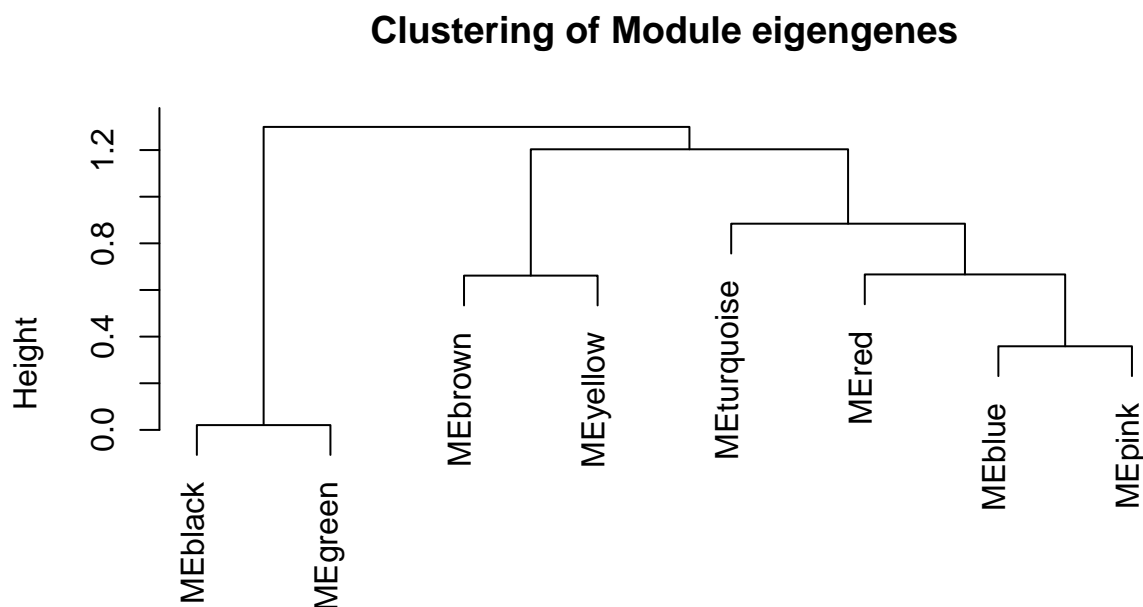 Clustering of Module eigengenes
Height
1.2
0.8
0.4
0.0
MEblack
MEgreen
MEbrown
MEyellow
MEturquoise
MEred
MEblue
MEpink